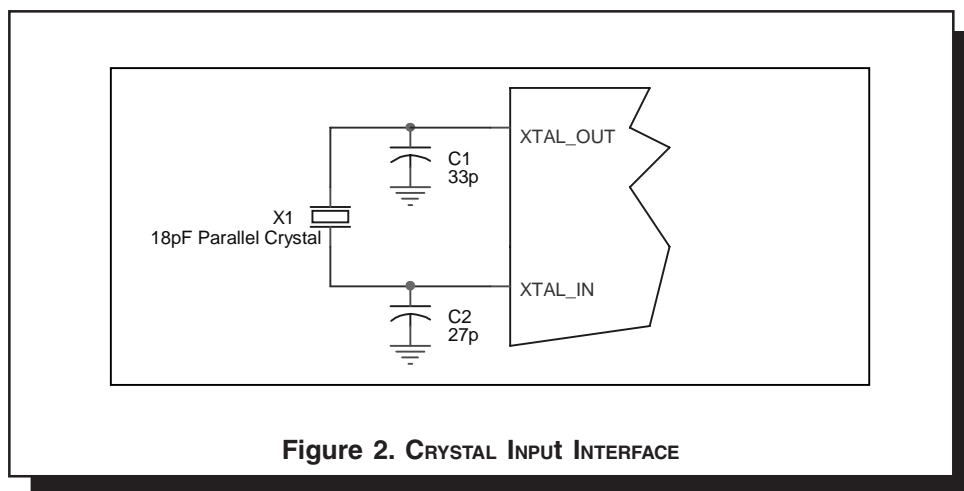 XTAL_OUT
C1
33p
X1
18pF Parallel Crystal
XTAL_IN
C2
27p
Figure 2. CRYSTAL INPUt INTERFACE